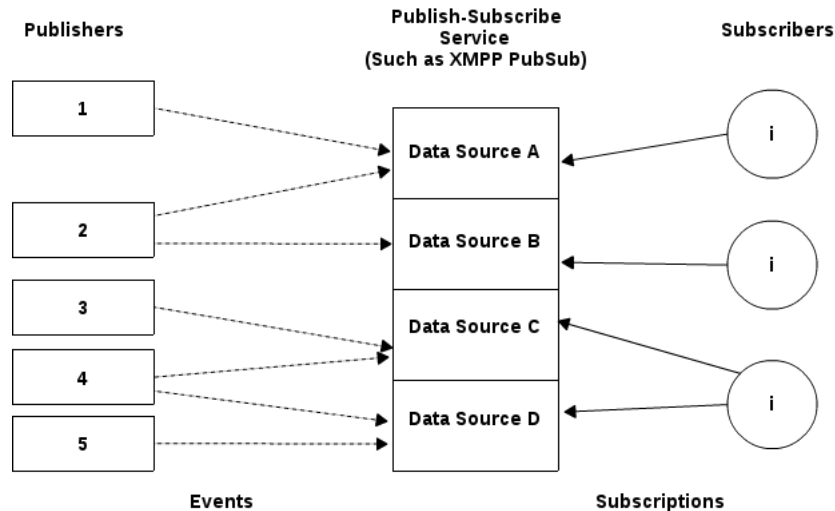 Publishers
Publish-Subscribe
Service
(Such as XMPP PubSub)
Subscribers
1
2
3
4
5
Data Source A
Data Source B
Data Source C
Data Source D
i
i
i
Events
Subscriptions